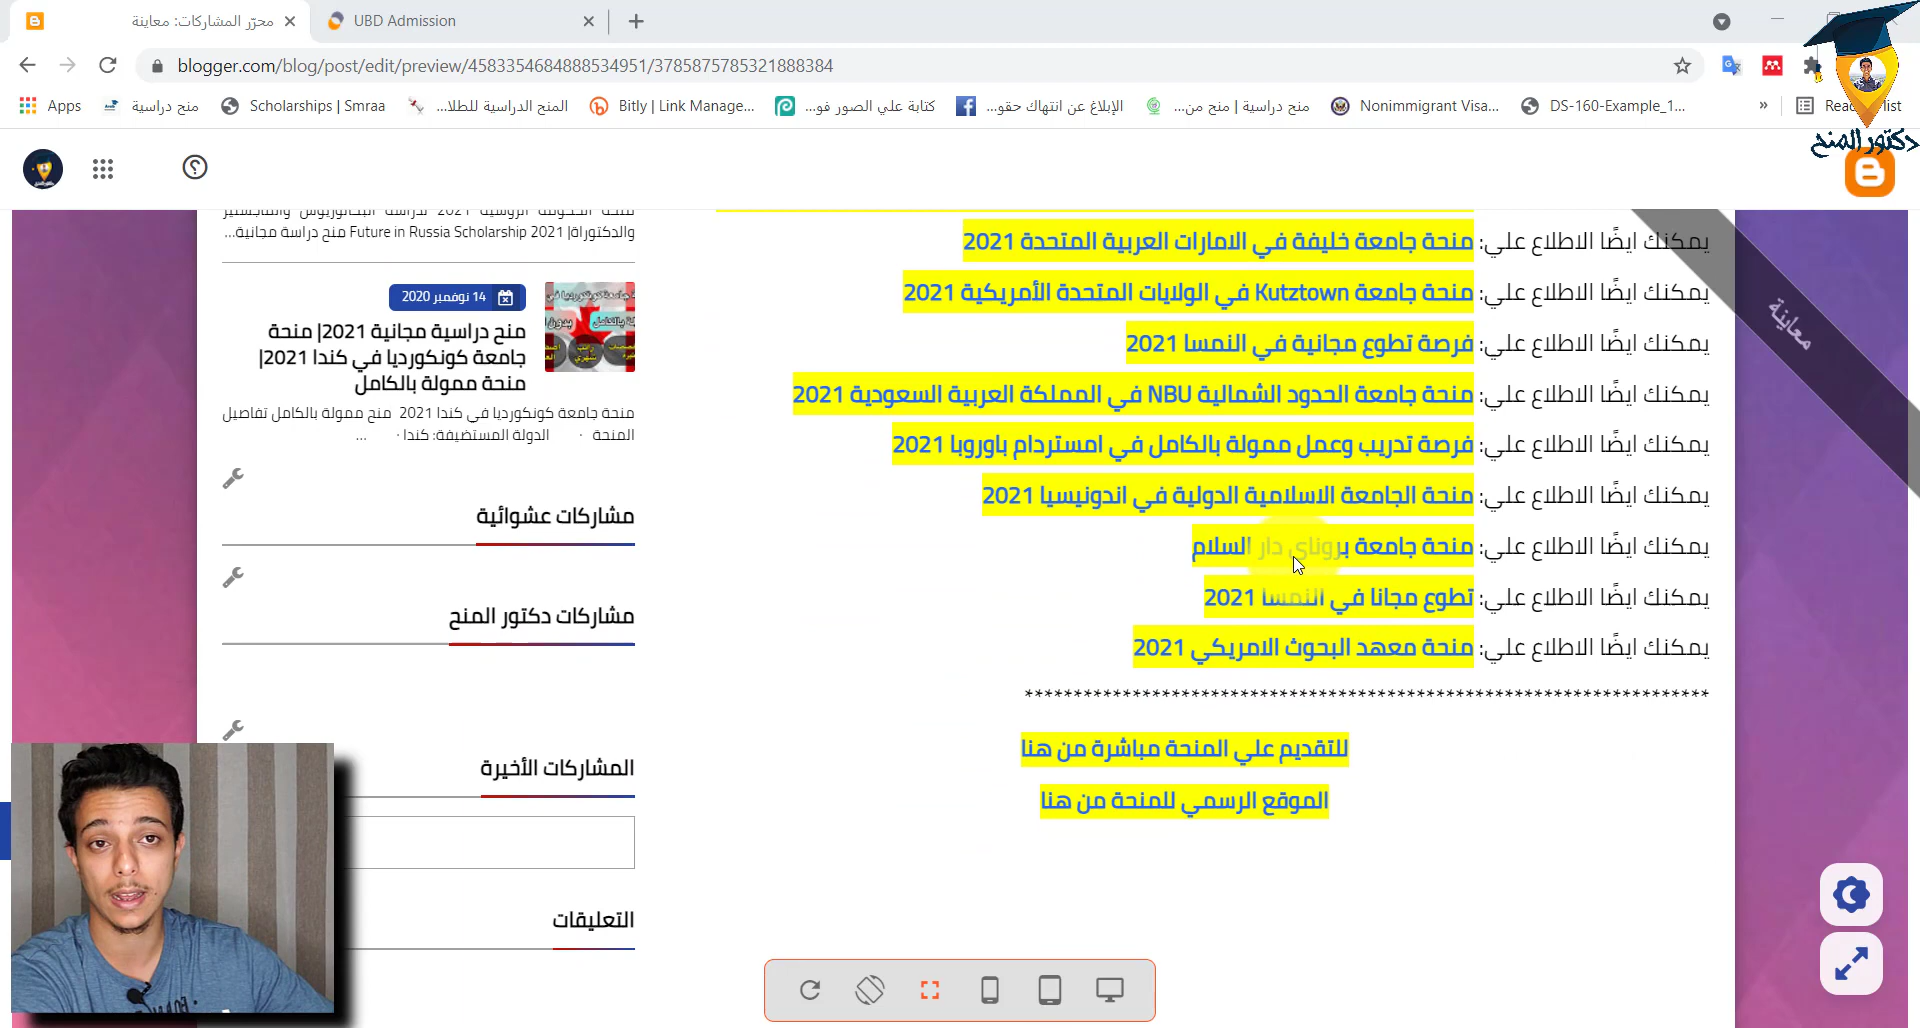 محرّر المشاركات: معاينة
UBD Admission
blogger.com/blog/post/edit/preview/4583354684888534951/3785875785321888384
Apps
منح دراسية
Scholarships | Smraa
المنح الدراسية للطلا...
Bitly | Link Manage...
كتابة علي الصور فو...
الإبلاغ عن انتهاك حقو...
منح دراسية | منح من...
Nonimmigrant Visa...
DS-160-Example_1...
»
دكتور المنح
معاينة
يمكنك ايضًا الاطلاع علي: منحة جامعة خليفة في الامارات العربية المتحدة 2021
يمكنك ايضًا الاطلاع علي: منحة جامعة Kutztown في الولايات المتحدة الأمريكية 2021
يمكنك ايضًا الاطلاع علي: فرصة تطوع مجانية في النمسا 2021
يمكنك ايضًا الاطلاع علي: منحة جامعة الحدود الشمالية NBU في المملكة العربية السعودية 2021
يمكنك ايضًا الاطلاع علي: فرصة تدريب وعمل ممولة بالكامل في امستردام باوروبا 2021
يمكنك ايضًا الاطلاع علي: منحة الجامعة الاسلامية الدولية في اندونيسيا 2021
يمكنك ايضًا الاطلاع علي: منحة جامعة بروناي دار السلام
يمكنك ايضًا الاطلاع علي: تطوع مجانا في النمسا 2021
يمكنك ايضًا الاطلاع علي: منحة معهد البحوث الامريكي 2021
**********************************************************************
للتقديم علي المنحة مباشرة من هنا
الموقع الرسمي للمنحة من هنا
منحة الحكومة الروسية 2021 لدراسة البكالوريوس والماجستير
والدكتوراة| Future in Russia Scholarship 2021 منح دراسة مجانية...
14 نوفمبر 2020
منح دراسية مجانية 2021| منحة
جامعة كونكورديا في كندا 2021|
منحة ممولة بالكامل
منحة جامعة كونكورديا في كندا 2021 منح ممولة بالكامل تفاصيل
المنحة · الدولة المستضيفة: كندا· ...
مشاركات عشوائية
مشاركات دكتور المنح
المشاركات الأخيرة
التعليقات